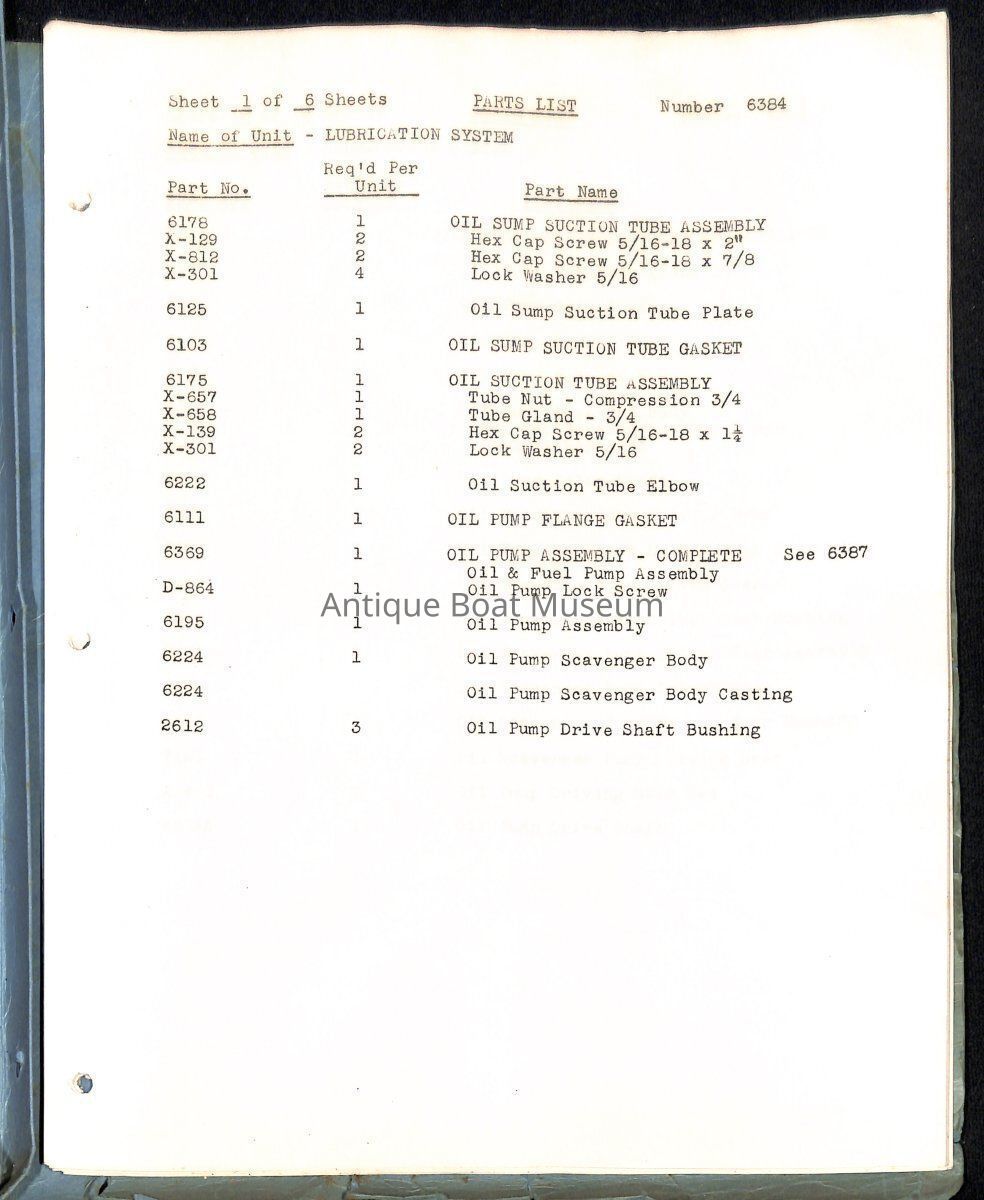 Sheet 1 of 6 Sheets PARTS LIST Number 6384
Name of Unit - LUBRICATION SYSTEM
Req'd Per
Part No. Unit Part Name
6178 1 OIL SUMP SUCTION TUBE ASSEMBLY
X-129 2 Hex Cap Screw 5/16-18 x 2"
X-812 2 Hex Cap Screw 5/16-18 x 7/8
X-301 4 Lock Washer 5/16
6125 1 Oil Sump Suction Tube Plate
6103 1 OIL SUMP SUCTION TUBE GASKET
6175 1 OIL SUCTION TUBE ASSEMBLY
X-657 1 Tube Nut - Compression 3/4
X-658 1 Tube Gland - 3/4
X-139 2 Hex Cap Screw 5/16-18 x 1¼
X-301 2 Lock Washer 5/16
6222 1 Oil Suction Tube Elbow
6111 1 OIL PUMP FLANGE GASKET
6369 1 OIL PUMP ASSEMBLY - COMPLETE See 6387
Oil & Fuel Pump Assembly
D-864 1 Oil Pump Lock Screw
Antique Boat Museum
6195 1 Oil Pump Assembly
6224 1 Oil Pump Scavenger Body
6224 Oil Pump Scavenger Body Casting
2612 3 Oil Pump Drive Shaft Bushing